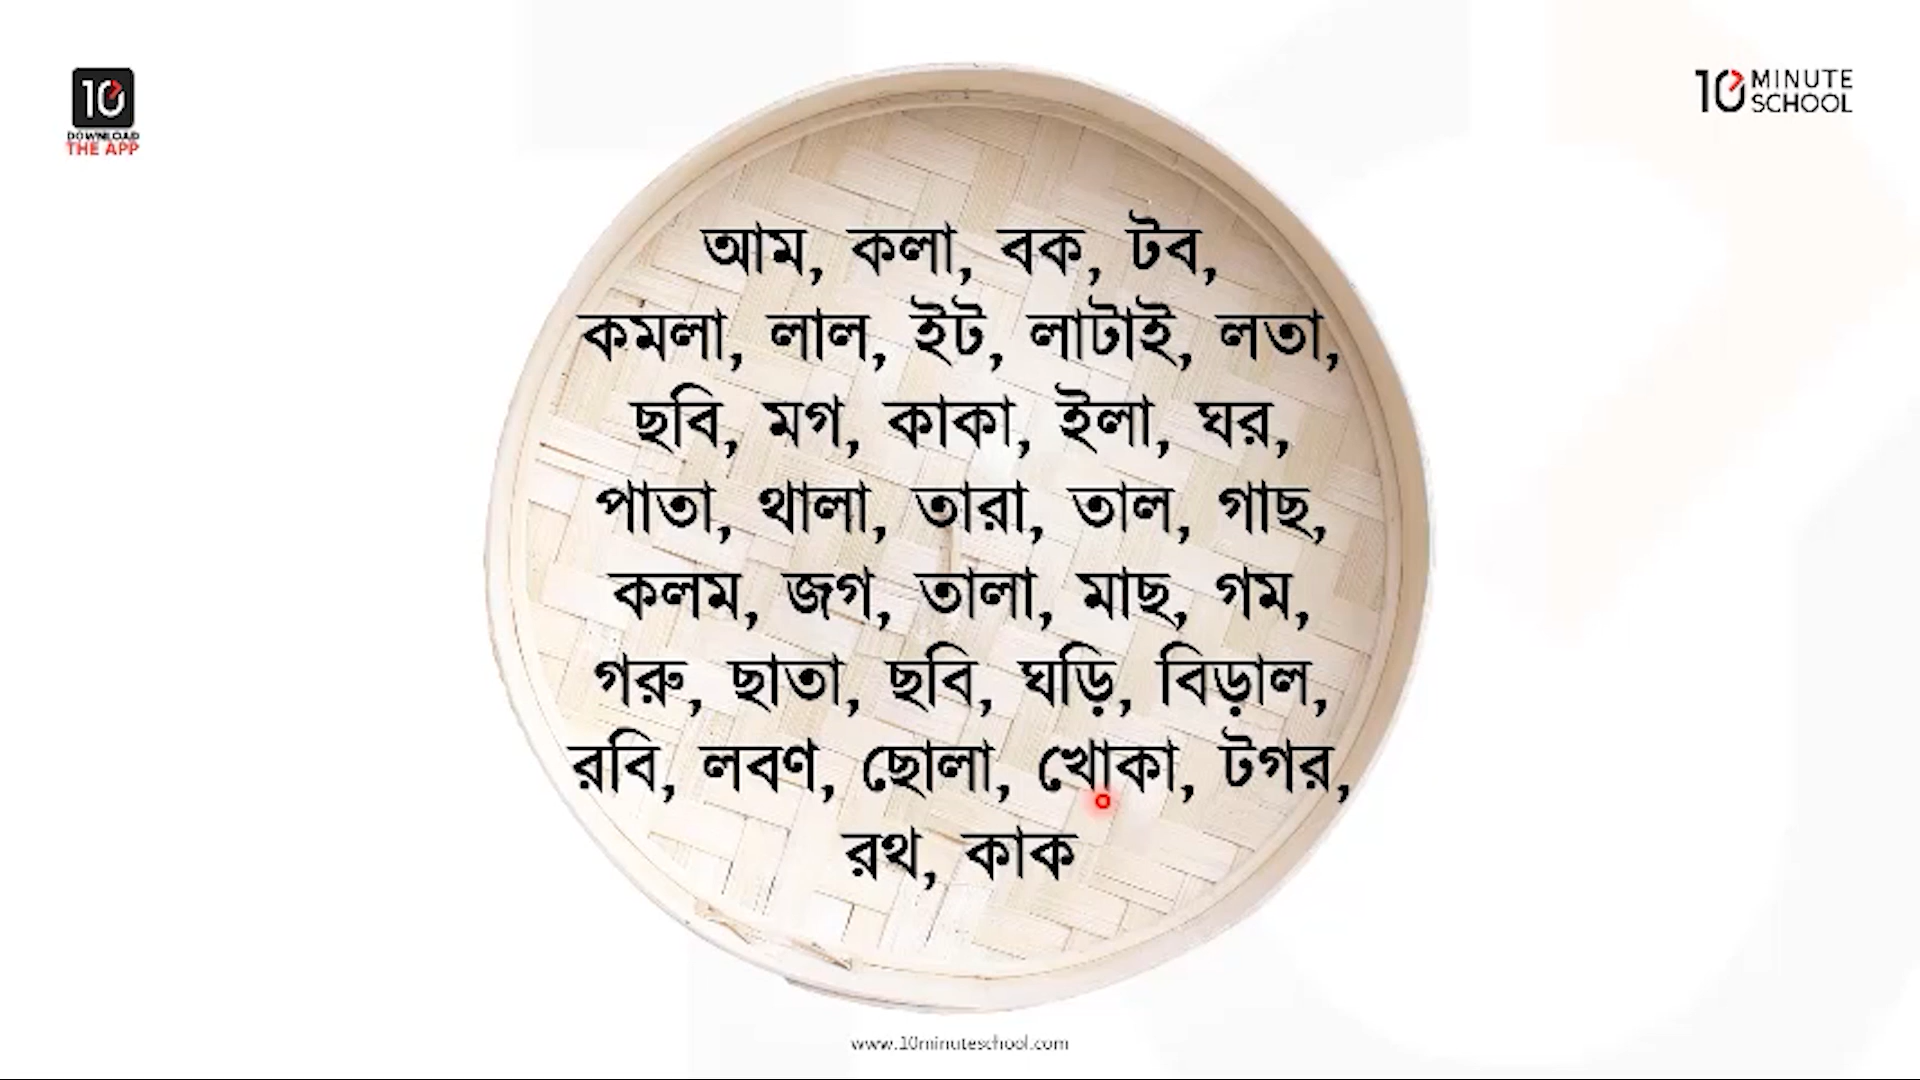 10
DOWNLOAD
THE APP
10 MINUTE
SCHOOL
আম, কলা, বক, টব,
কমলা, লাল, ইট, লাটাই, লতা,
ছবি, মগ, কাকা, ইলা, ঘর,
পাতা, থালা, তারা, তাল, গাছ,
কলম, জগ, তালা, মাছ, গম,
গরু, ছাতা, ছবি, ঘড়ি, বিড়াল,
রবি, লবণ, ছোলা, খোকা, টগর,
রথ, কাক
www.10minuteschool.com